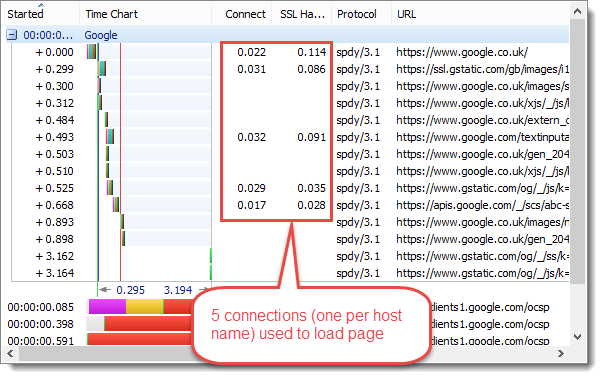 Started Time Chart Connect SSL Ha... Protocol URL
00:00:00.0... Google
+ 0.000 0.022 0.114 spdy/3.1 https://www.google.co.uk/
+ 0.299 0.031 0.086 spdy/3.1 https://ssl.gstatic.com/gb/images/i1
+ 0.300 spdy/3.1 https://www.google.co.uk/images/s
+ 0.312 spdy/3.1 https://www.google.co.uk/xjs/_/js/l
+ 0.484 spdy/3.1 https://www.google.co.uk/extern_c
+ 0.493 0.032 0.091 spdy/3.1 https://www.google.com/textinputa
+ 0.503 spdy/3.1 https://www.google.co.uk/gen_204
+ 0.510 spdy/3.1 https://www.google.co.uk/xjs/_/js/l
+ 0.525 0.029 0.035 spdy/3.1 https://www.gstatic.com/og/_/js/k=
+ 0.668 0.017 0.028 spdy/3.1 https://apis.google.com/_/scs/abc-s
+ 0.893 spdy/3.1 https://www.google.co.uk/images/n
+ 0.898 spdy/3.1 https://www.google.co.uk/gen_204
+ 3.162 spdy/3.1 https://www.gstatic.com/og/_/ss/k=
+ 3.164 spdy/3.1 https://www.gstatic.com/og/_/js/k=
0.295 3.194
00:00:00.085 clients1.google.com/ocsp
00:00:00.398 clients1.google.com/ocsp
00:00:00.591 clients1.google.com/ocsp
5 connections (one per host
name) used to load page